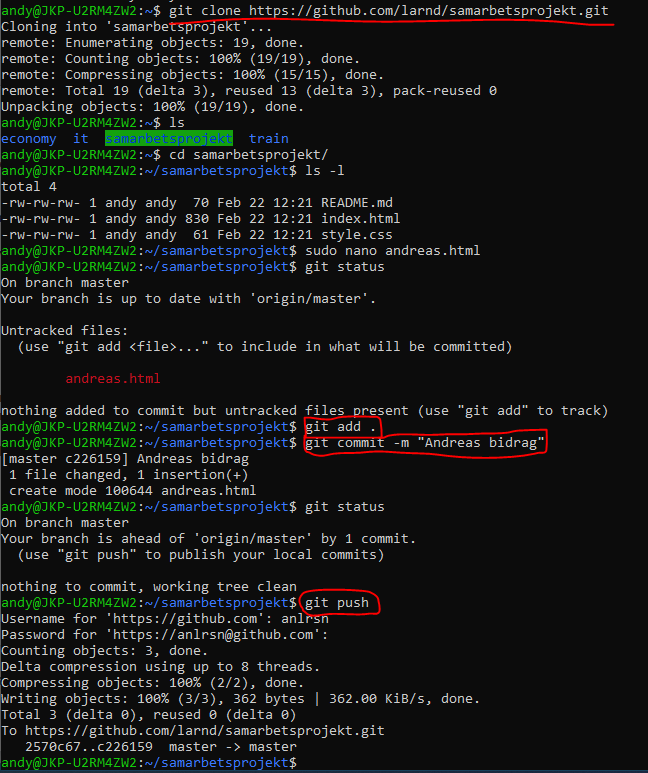 andy@JKP-U2RM4ZW2:~$ git clone https://github.com/larnd/samarbetsprojekt.git
Cloning into 'samarbetsprojekt'...
remote: Enumerating objects: 19, done.
remote: Counting objects: 100% (19/19), done.
remote: Compressing objects: 100% (15/15), done.
remote: Total 19 (delta 3), reused 13 (delta 3), pack-reused 0
Unpacking objects: 100% (19/19), done.
andy@JKP-U2RM4ZW2:~$ ls
economy  it  samarbetsprojekt  train
andy@JKP-U2RM4ZW2:~$ cd samarbetsprojekt/
andy@JKP-U2RM4ZW2:~/samarbetsprojekt$ ls -l
total 4
-rw-rw-rw- 1 andy andy  70 Feb 22 12:21 README.md
-rw-rw-rw- 1 andy andy 830 Feb 22 12:21 index.html
-rw-rw-rw- 1 andy andy  61 Feb 22 12:21 style.css
andy@JKP-U2RM4ZW2:~/samarbetsprojekt$ sudo nano andreas.html
andy@JKP-U2RM4ZW2:~/samarbetsprojekt$ git status
On branch master
Your branch is up to date with 'origin/master'.
Untracked files:
  (use "git add <file>..." to include in what will be committed)
        andreas.html
nothing added to commit but untracked files present (use "git add" to track)
andy@JKP-U2RM4ZW2:~/samarbetsprojekt$ git add .
andy@JKP-U2RM4ZW2:~/samarbetsprojekt$ git commit -m "Andreas bidrag"
[master c226159] Andreas bidrag
 1 file changed, 1 insertion(+)
 create mode 100644 andreas.html
andy@JKP-U2RM4ZW2:~/samarbetsprojekt$ git status
On branch master
Your branch is ahead of 'origin/master' by 1 commit.
  (use "git push" to publish your local commits)
nothing to commit, working tree clean
andy@JKP-U2RM4ZW2:~/samarbetsprojekt$ git push
Username for 'https://github.com': anlrsn
Password for 'https://anlrsn@github.com':
Counting objects: 3, done.
Delta compression using up to 8 threads.
Compressing objects: 100% (2/2), done.
Writing objects: 100% (3/3), 362 bytes | 362.00 KiB/s, done.
Total 3 (delta 0), reused 0 (delta 0)
To https://github.com/larnd/samarbetsprojekt.git
   2570c67..c226159  master -> master
andy@JKP-U2RM4ZW2:~/samarbetsprojekt$